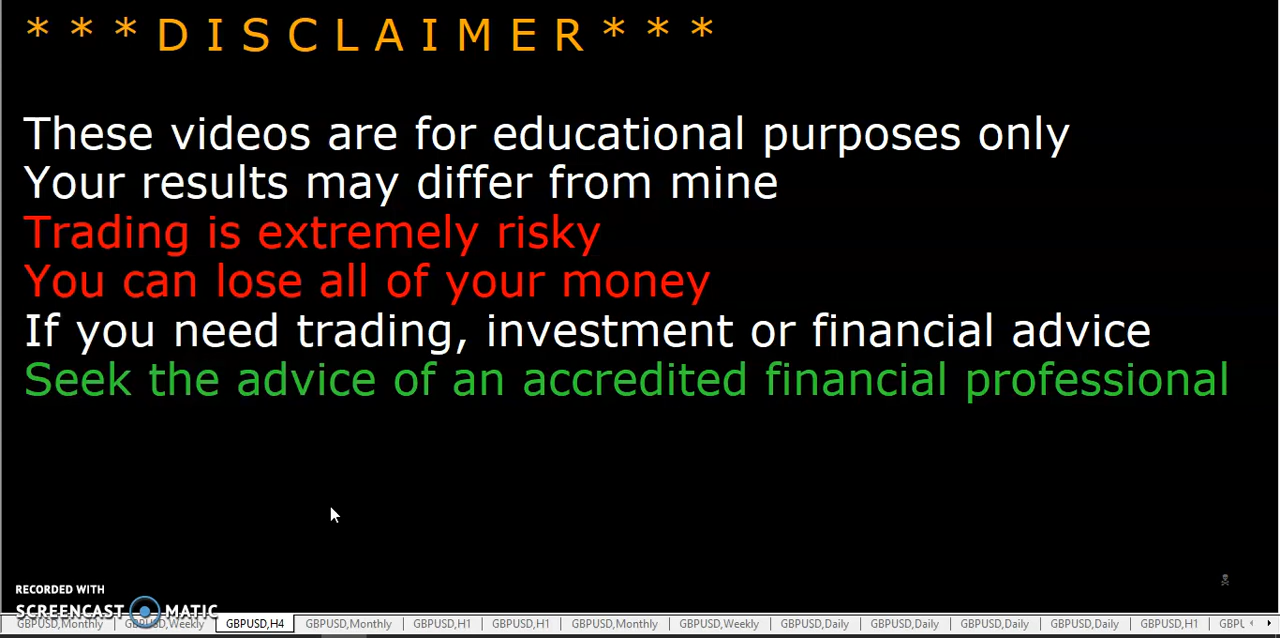 * * * D I S C L A I M E R * * *
These videos are for educational purposes only
Your results may differ from mine
Trading is extremely risky
You can lose all of your money
If you need trading, investment or financial advice
Seek the advice of an accredited financial professional
RECORDED WITH
SCREENCAST MATIC
GBPUSD,Monthly GBPUSD,Weekly GBPUSD,H4 GBPUSD,Monthly GBPUSD,H1 GBPUSD,H1 GBPUSD,Monthly GBPUSD,Weekly GBPUSD,Daily GBPUSD,Daily GBPUSD,Daily GBPUSD,Daily GBPUSD,H1 GBPU